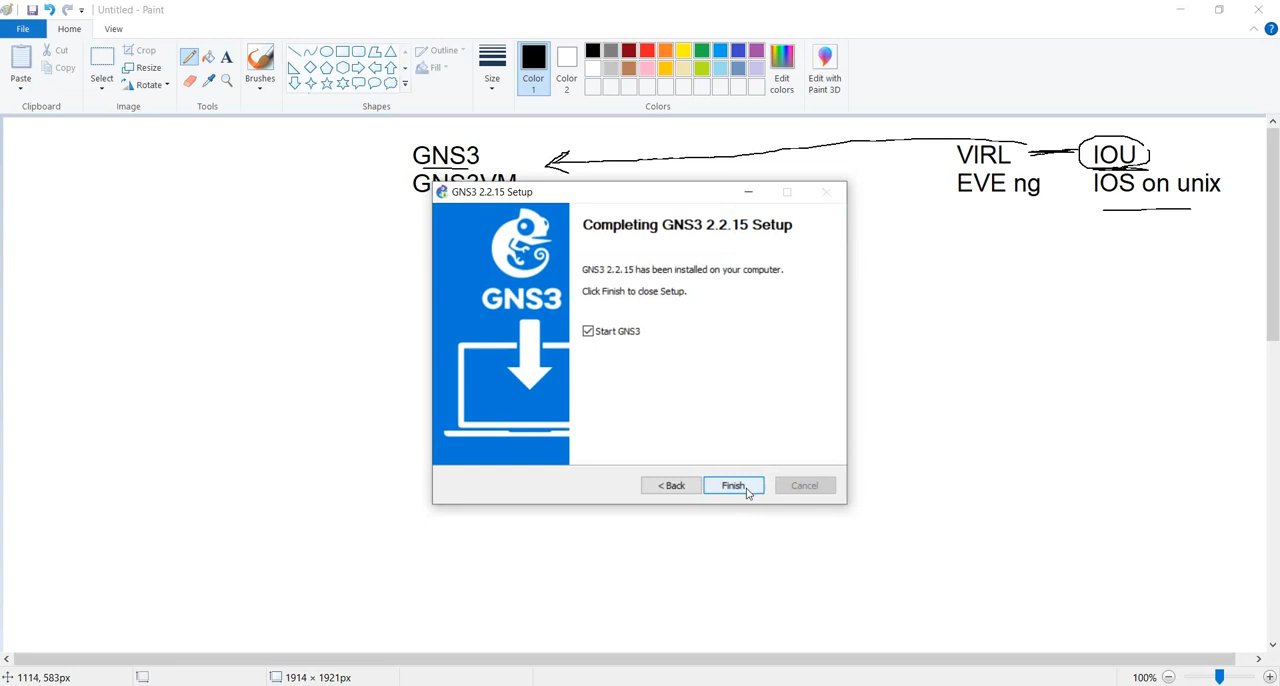 Untitled - Paint
File
Home
View
Paste
Cut
Copy
Clipboard
Select
Crop
Resize
Rotate
Image
Tools
Brushes
Shapes
Outline
Fill
Size
Color
1
Color
2
Edit
colors
Colors
Edit with
Paint 3D
GNS3
GNS3VM
VIRL
IOU
EVE ng
IOS on unix
GNS3 2.2.15 Setup
GNS3
Completing GNS3 2.2.15 Setup
GNS3 2.2.15 has been installed on your computer.
Click Finish to close Setup.
Start GNS3
< Back
Finish
Cancel
1114, 583px
1914 × 1921px
100%